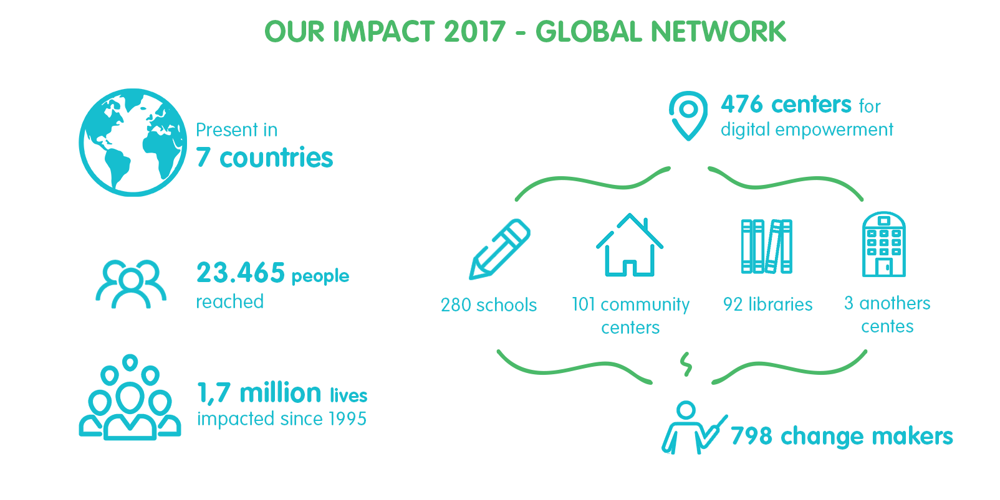 OUR IMPACT 2017 - GLOBAL NETWORK
Present in
7 countries
23.465 people
reached
1,7 million lives
impacted since 1995
476 centers for
digital empowerment
280 schools
101 community
centers
92 libraries
3 anothers
centes
798 change makers